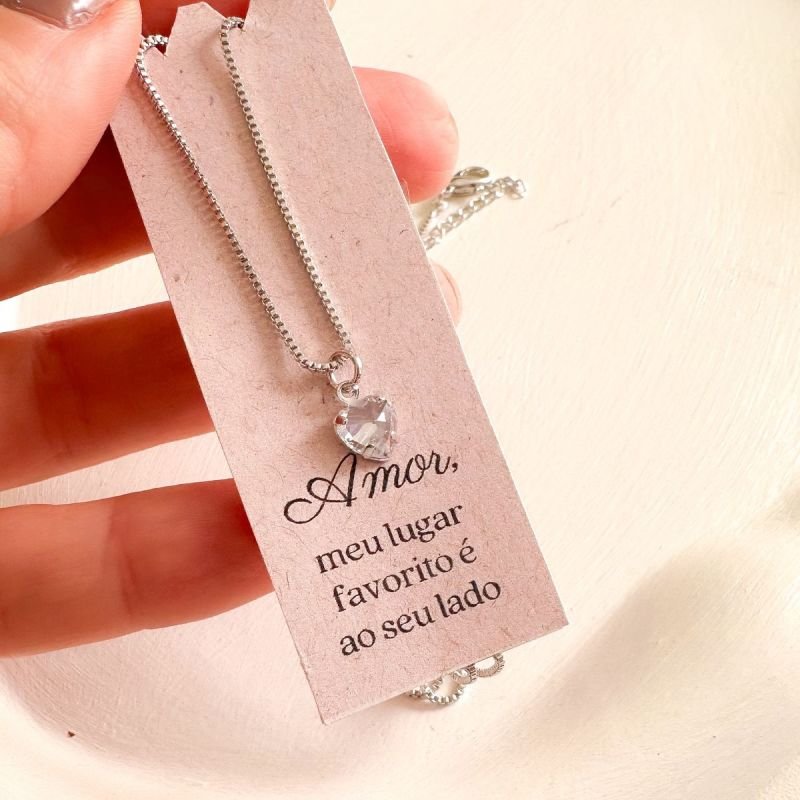 Amor,
meu lugar
favorito é
ao seu lado